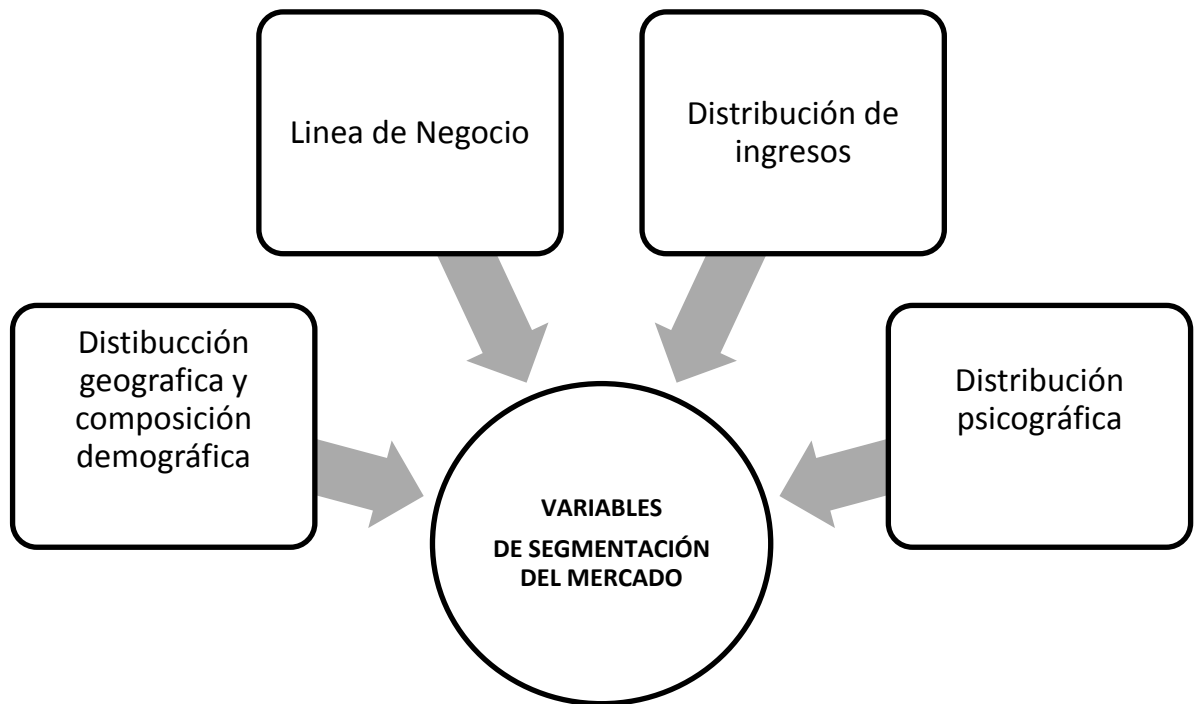 Linea de Negocio
Distribución de
ingresos
Distibucción
geografica y
composición
demográfica
Distribución
psicográfica
VARIABLES
DE SEGMENTACIÓN
DEL MERCADO